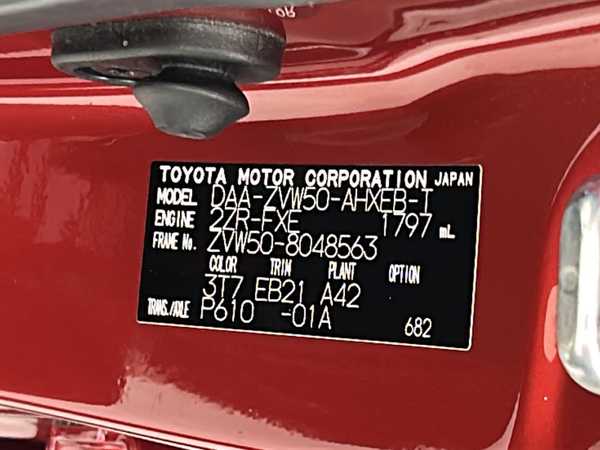 TOYOTA MOTOR CORPORATION JAPAN
MODEL DAA-ZVW50-AHXEB-T
ENGINE 2ZR-FXE 1797 mL
FRAME No. ZVW50-8048563
COLOR TRIM PLANT OPTION
3T7 EB21 A42
TRANS./AXLE P610 -01A 682